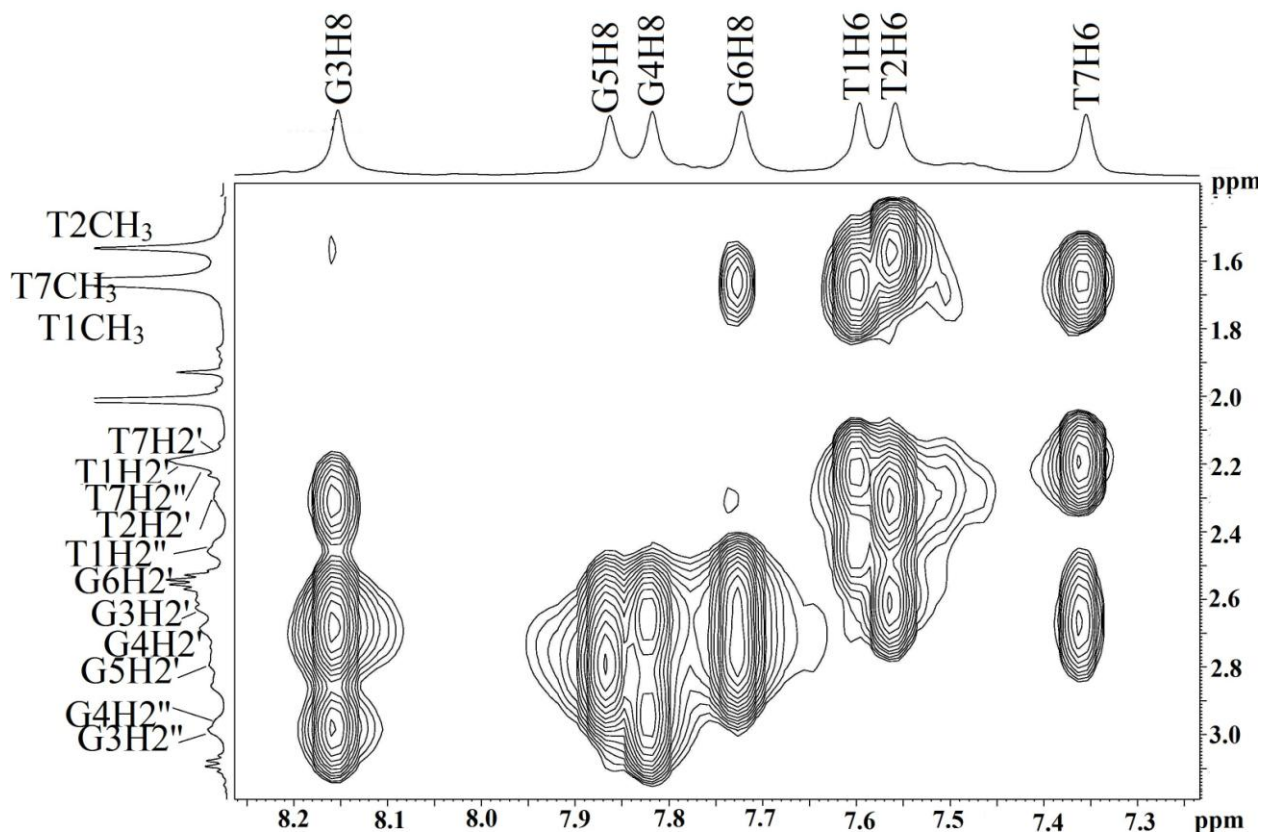 G3H8
G5H8
G4H8
G6H8
T1H6
T2H6
T7H6
ppm
T2CH₃
T7CH₃
T1CH₃
1.6
1.8
2.0
2.2
2.4
2.6
2.8
3.0
T7H2'
T1H2'
T7H2"
T2H2'
T1H2"
G6H2'
G3H2'
G4H2'
G5H2'
G4H2"
G3H2"
8.2 8.1 8.0 7.9 7.8 7.7 7.6 7.5 7.4 7.3 ppm